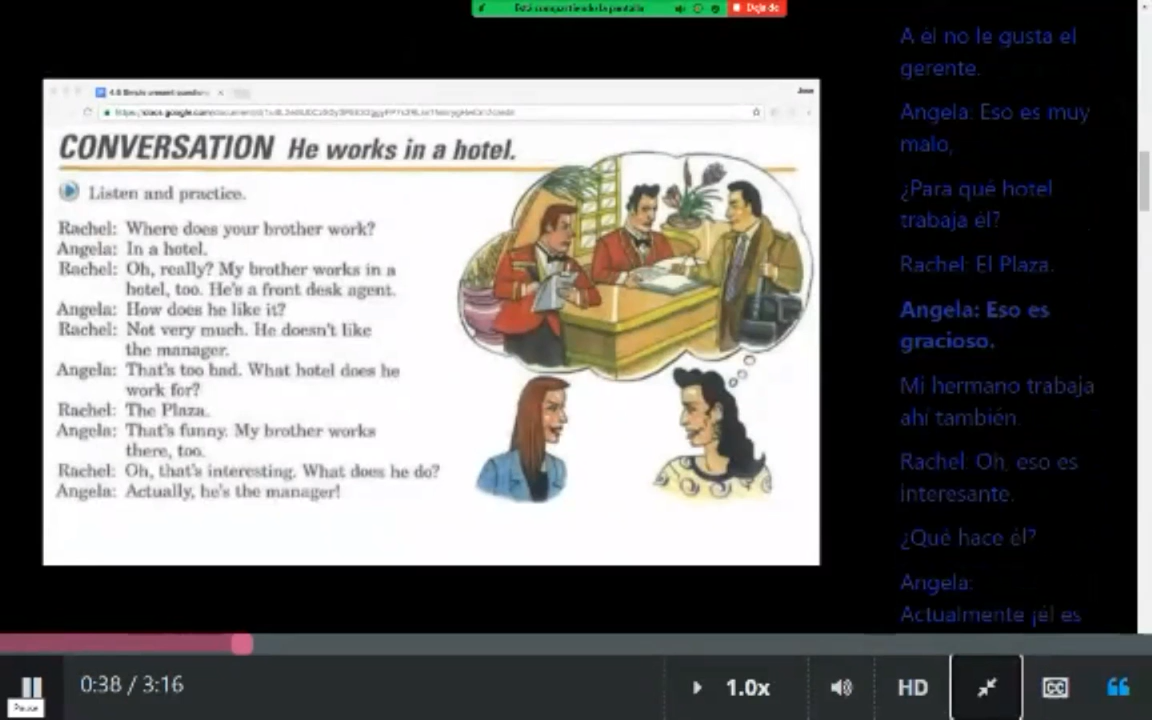 Está compartiendo la pantalla
Deje de
CONVERSATION He works in a hotel.
Listen and practice.
Rachel: Where does your brother work?
Angela: In a hotel.
Rachel: Oh, really? My brother works in a
hotel, too. He's a front desk agent.
Angela: How does he like it?
Rachel: Not very much. He doesn't like
the manager.
Angela: That's too bad. What hotel does he
work for?
Rachel: The Plaza.
Angela: That's funny. My brother works
there, too.
Rachel: Oh, that's interesting. What does he do?
Angela: Actually, he's the manager!
A él no le gusta el
gerente.
Angela: Eso es muy
malo,
¿Para qué hotel
trabaja él?
Rachel: El Plaza.
Angela: Eso es
gracioso.
Mi hermano trabaja
ahí también.
Rachel: Oh, eso es
interesante.
¿Qué hace él?
Angela:
Actualmente ¡él es
0:38 / 3:16
1.0x
HD
CC
Pause